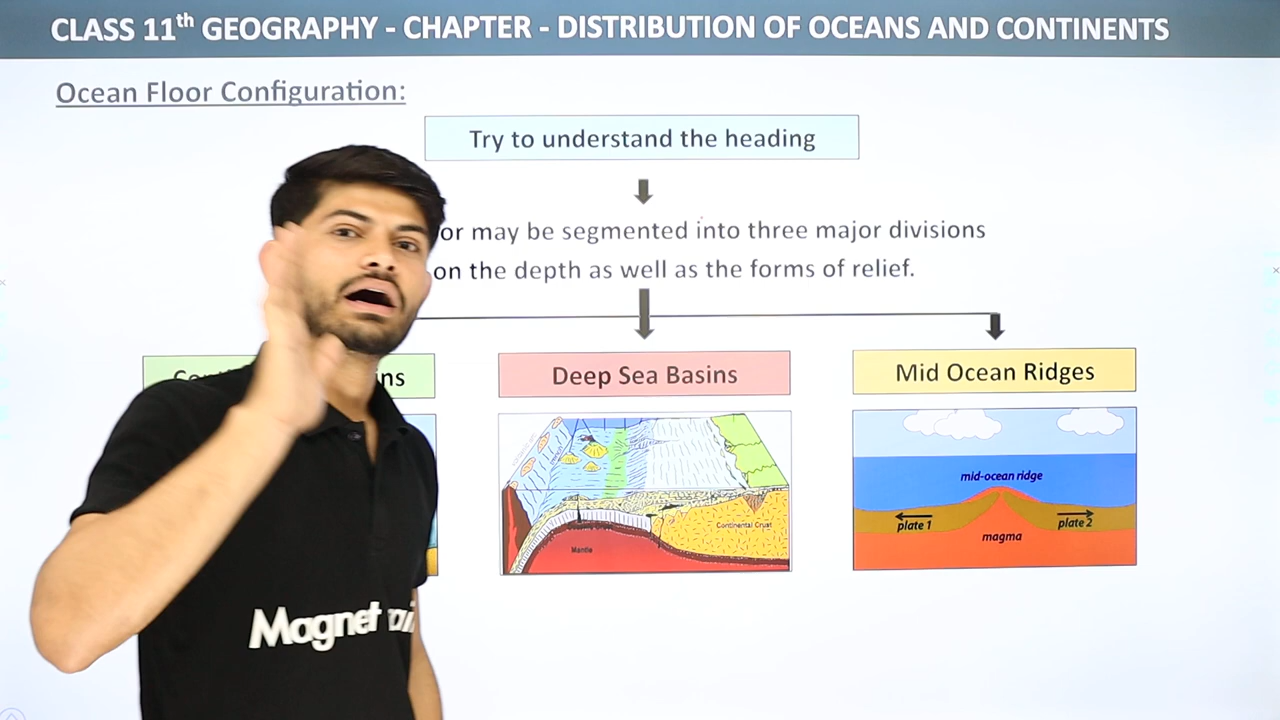 CLASS 11th GEOGRAPHY - CHAPTER - DISTRIBUTION OF OCEANS AND CONTINENTS
Ocean Floor Configuration:
Try to understand the heading
or may be segmented into three major divisions
on the depth as well as the forms of relief.
Deep Sea Basins
Mid Ocean Ridges
mid-ocean ridge
plate 1
plate 2
magma
Continental Crust
Mantle
Magnet